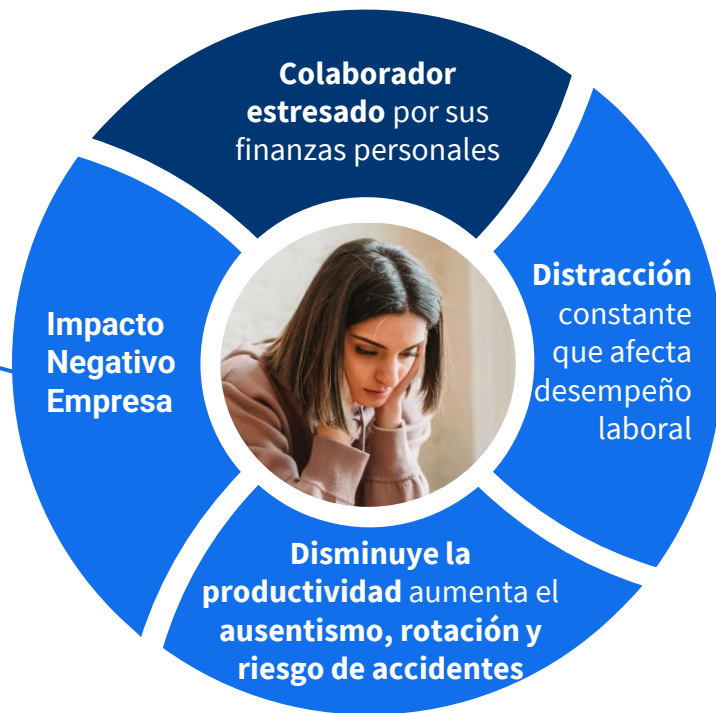 Colaborador
estresado por sus
finanzas personales
Distracción
constante
que afecta
desempeño
laboral
Disminuye la
productividad aumenta el
ausentismo, rotación y
riesgo de accidentes
Impacto
Negativo
Empresa